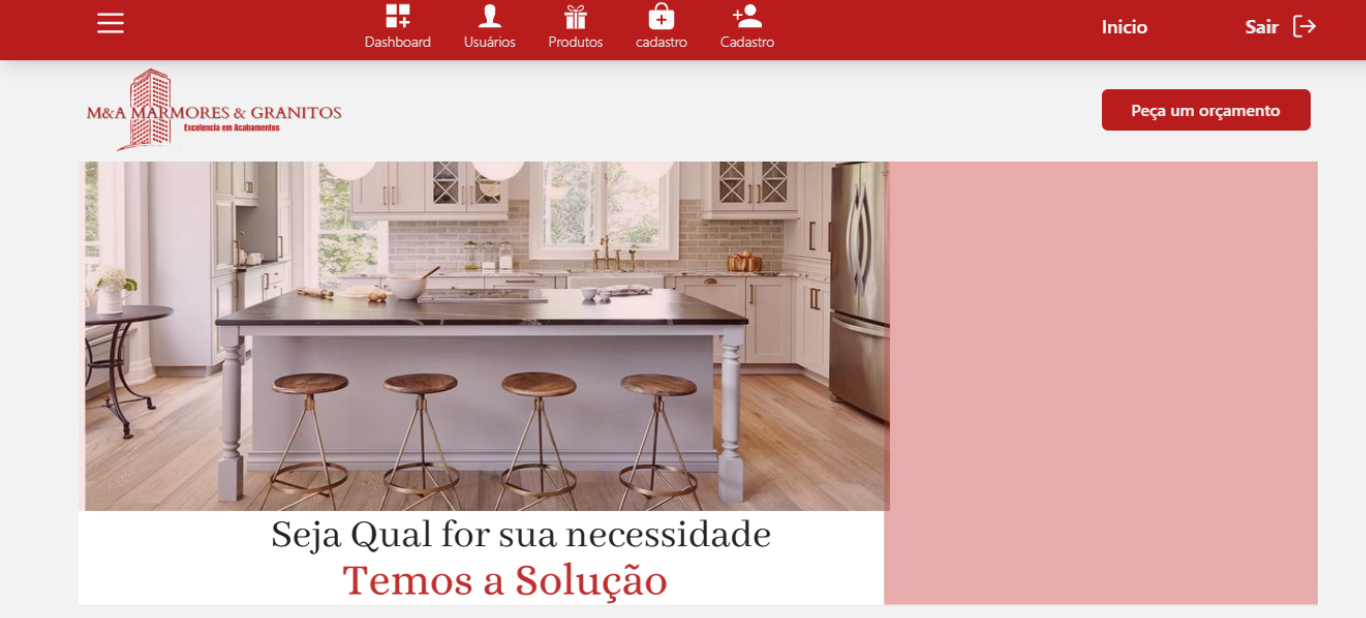 Dashboard
Usuários
Produtos
cadastro
Cadastro
Inicio
Sair
M&A MARMORES & GRANITOS
Excelencia em Acabamentos
Peça um orçamento
Seja Qual for sua necessidade
Temos a Solução